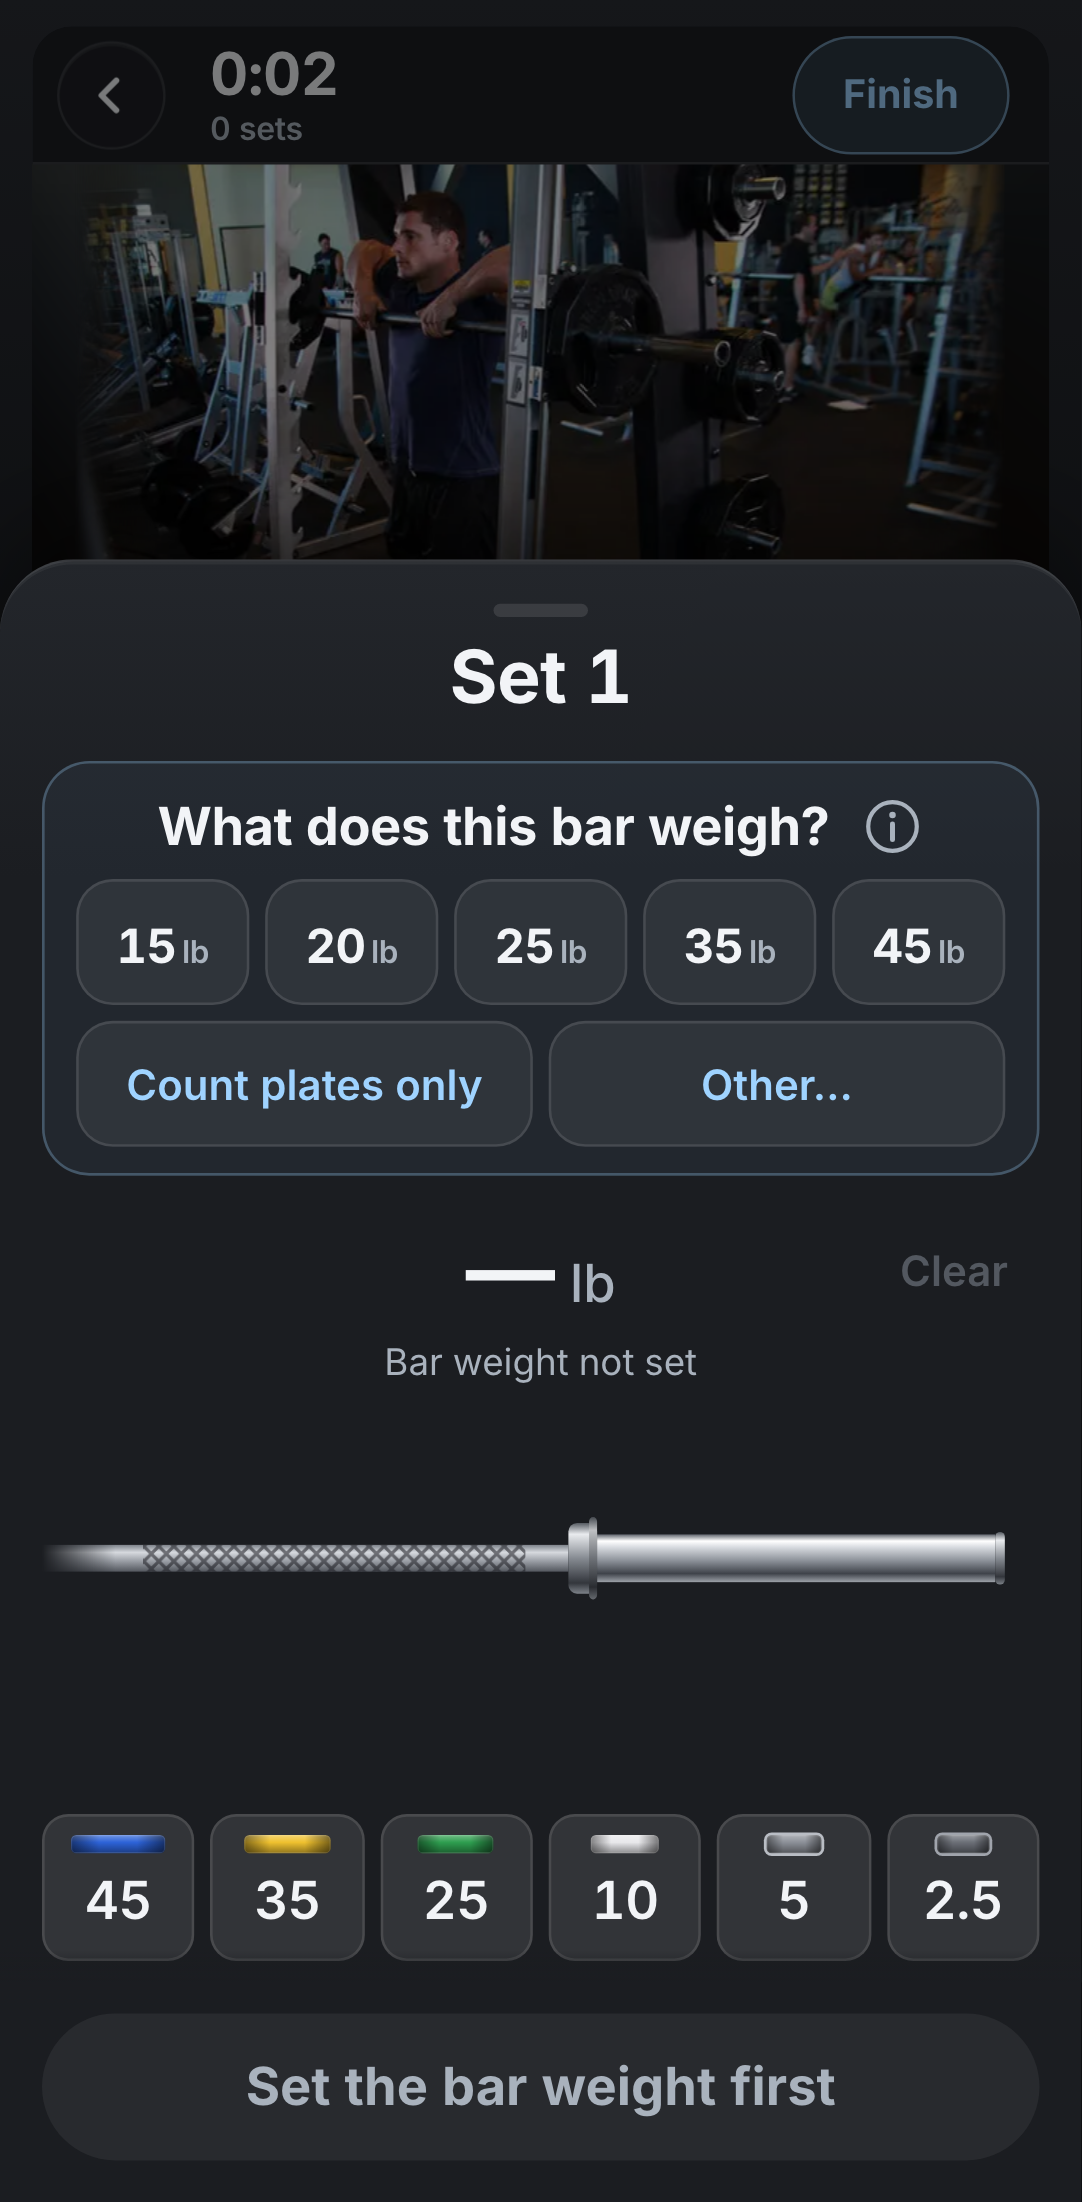 0:02
0 sets
Finish
Set 1
What does this bar weigh?
15 lb 20 lb 25 lb 35 lb 45 lb
Count plates only Other...
— lb
Clear
Bar weight not set
45 35 25 10 5 2.5
Set the bar weight first